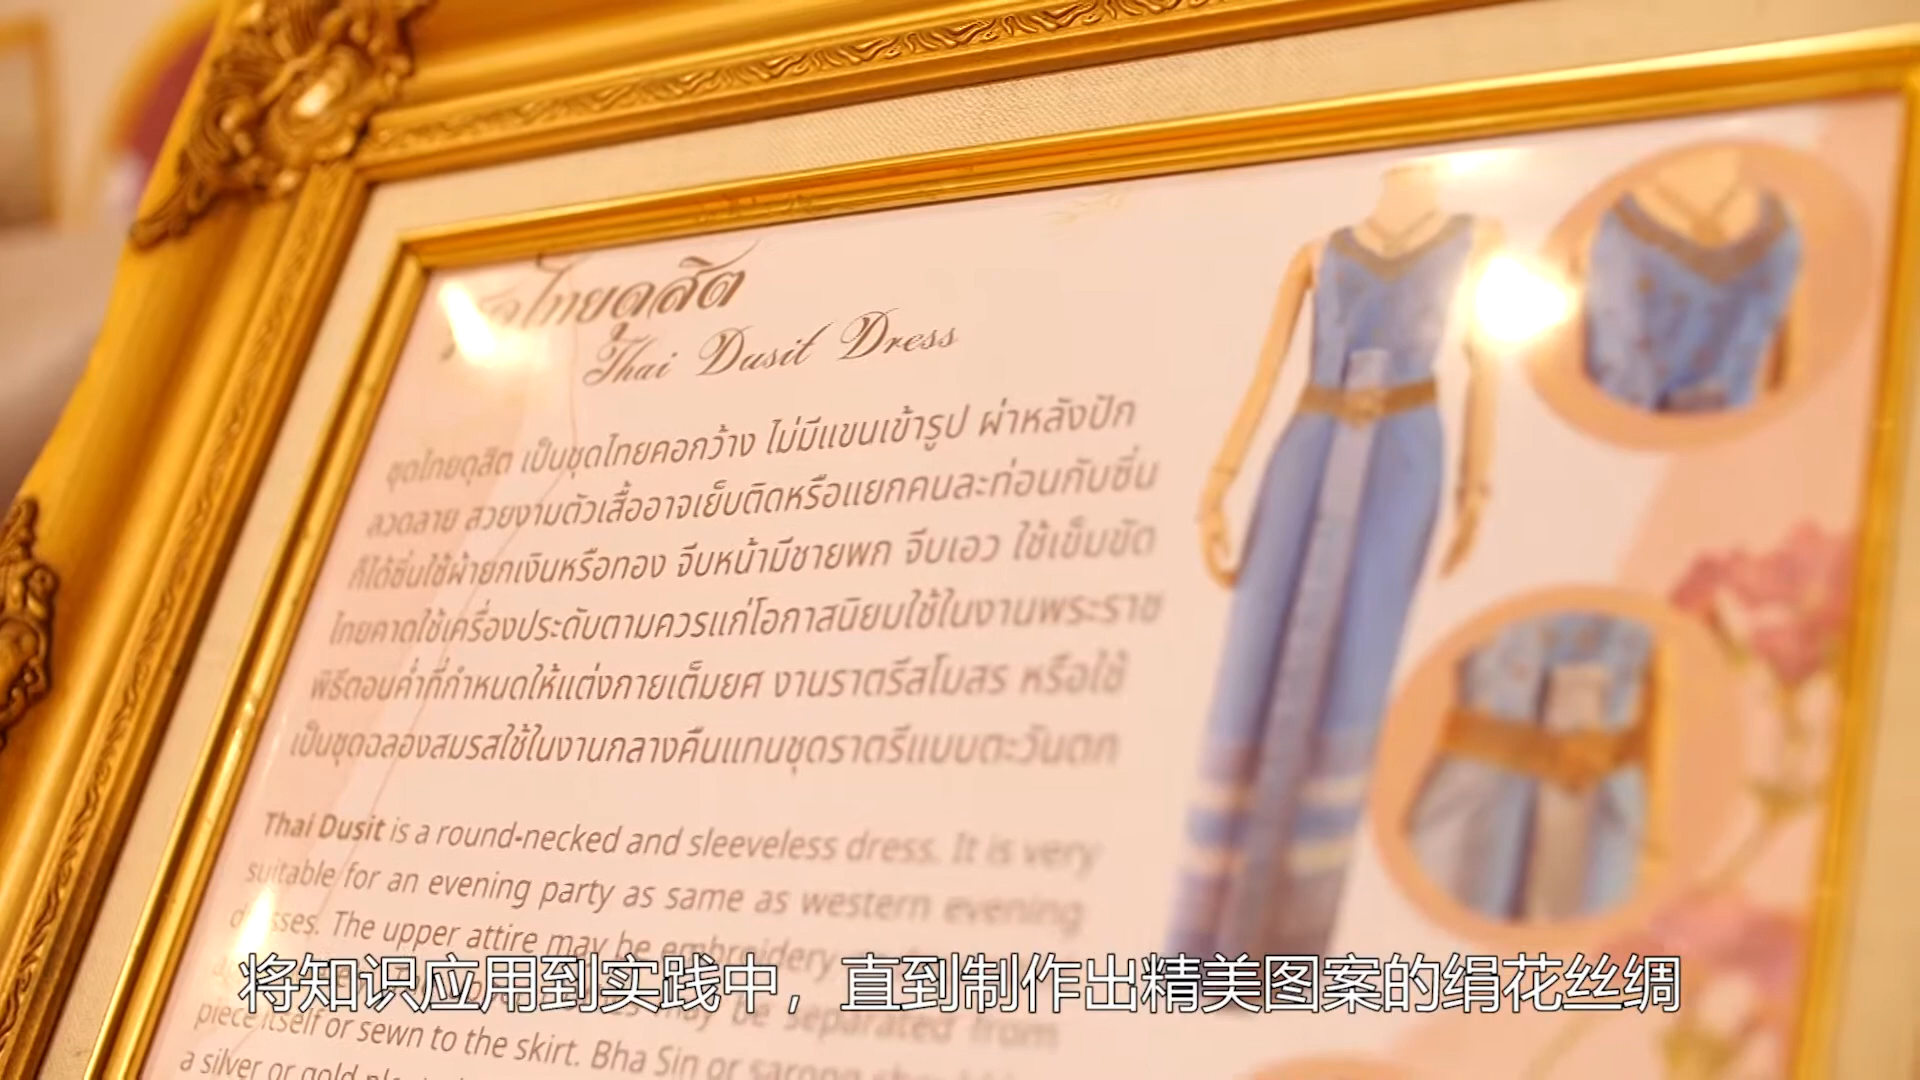 ไทยดุสิต
Thai Dusit Dress
ชุดไทยดุสิต เป็นชุดไทยคอกว้าง ไม่มีแขนเข้ารูป ผ่าหลังปัก
ลวดลาย สวยงามตัวเสื้ออาจเย็บติดหรือแยกคนละท่อนกับซิ่น
ก็ได้ซิ่นใช้ผ้ายกเงินหรือทอง จีบหน้ามีชายพก จีบเอว ใช้เข็มขัด
ไทยคาดใช้เครื่องประดับตามควรแก่โอกาสนิยมใช้ในงานพระราช
พิธีตอนค่ำที่กำหนดให้แต่งกายเต็มยศ งานราตรีสโมสร หรือใช้
เป็นชุดฉลองสมรสใช้ในงานกลางคืนแทนชุดราตรีแบบตะวันตก
Thai Dusit is a round-necked and sleeveless dress. It is very
suitable for an evening party as same as western evening
dresses. The upper attire may be embroidery
may be separated from
piece itself or sewn to the skirt. Bha Sin or sarong
a silver or gold
将知识应用到实践中，直到制作出精美图案的绢花丝绸